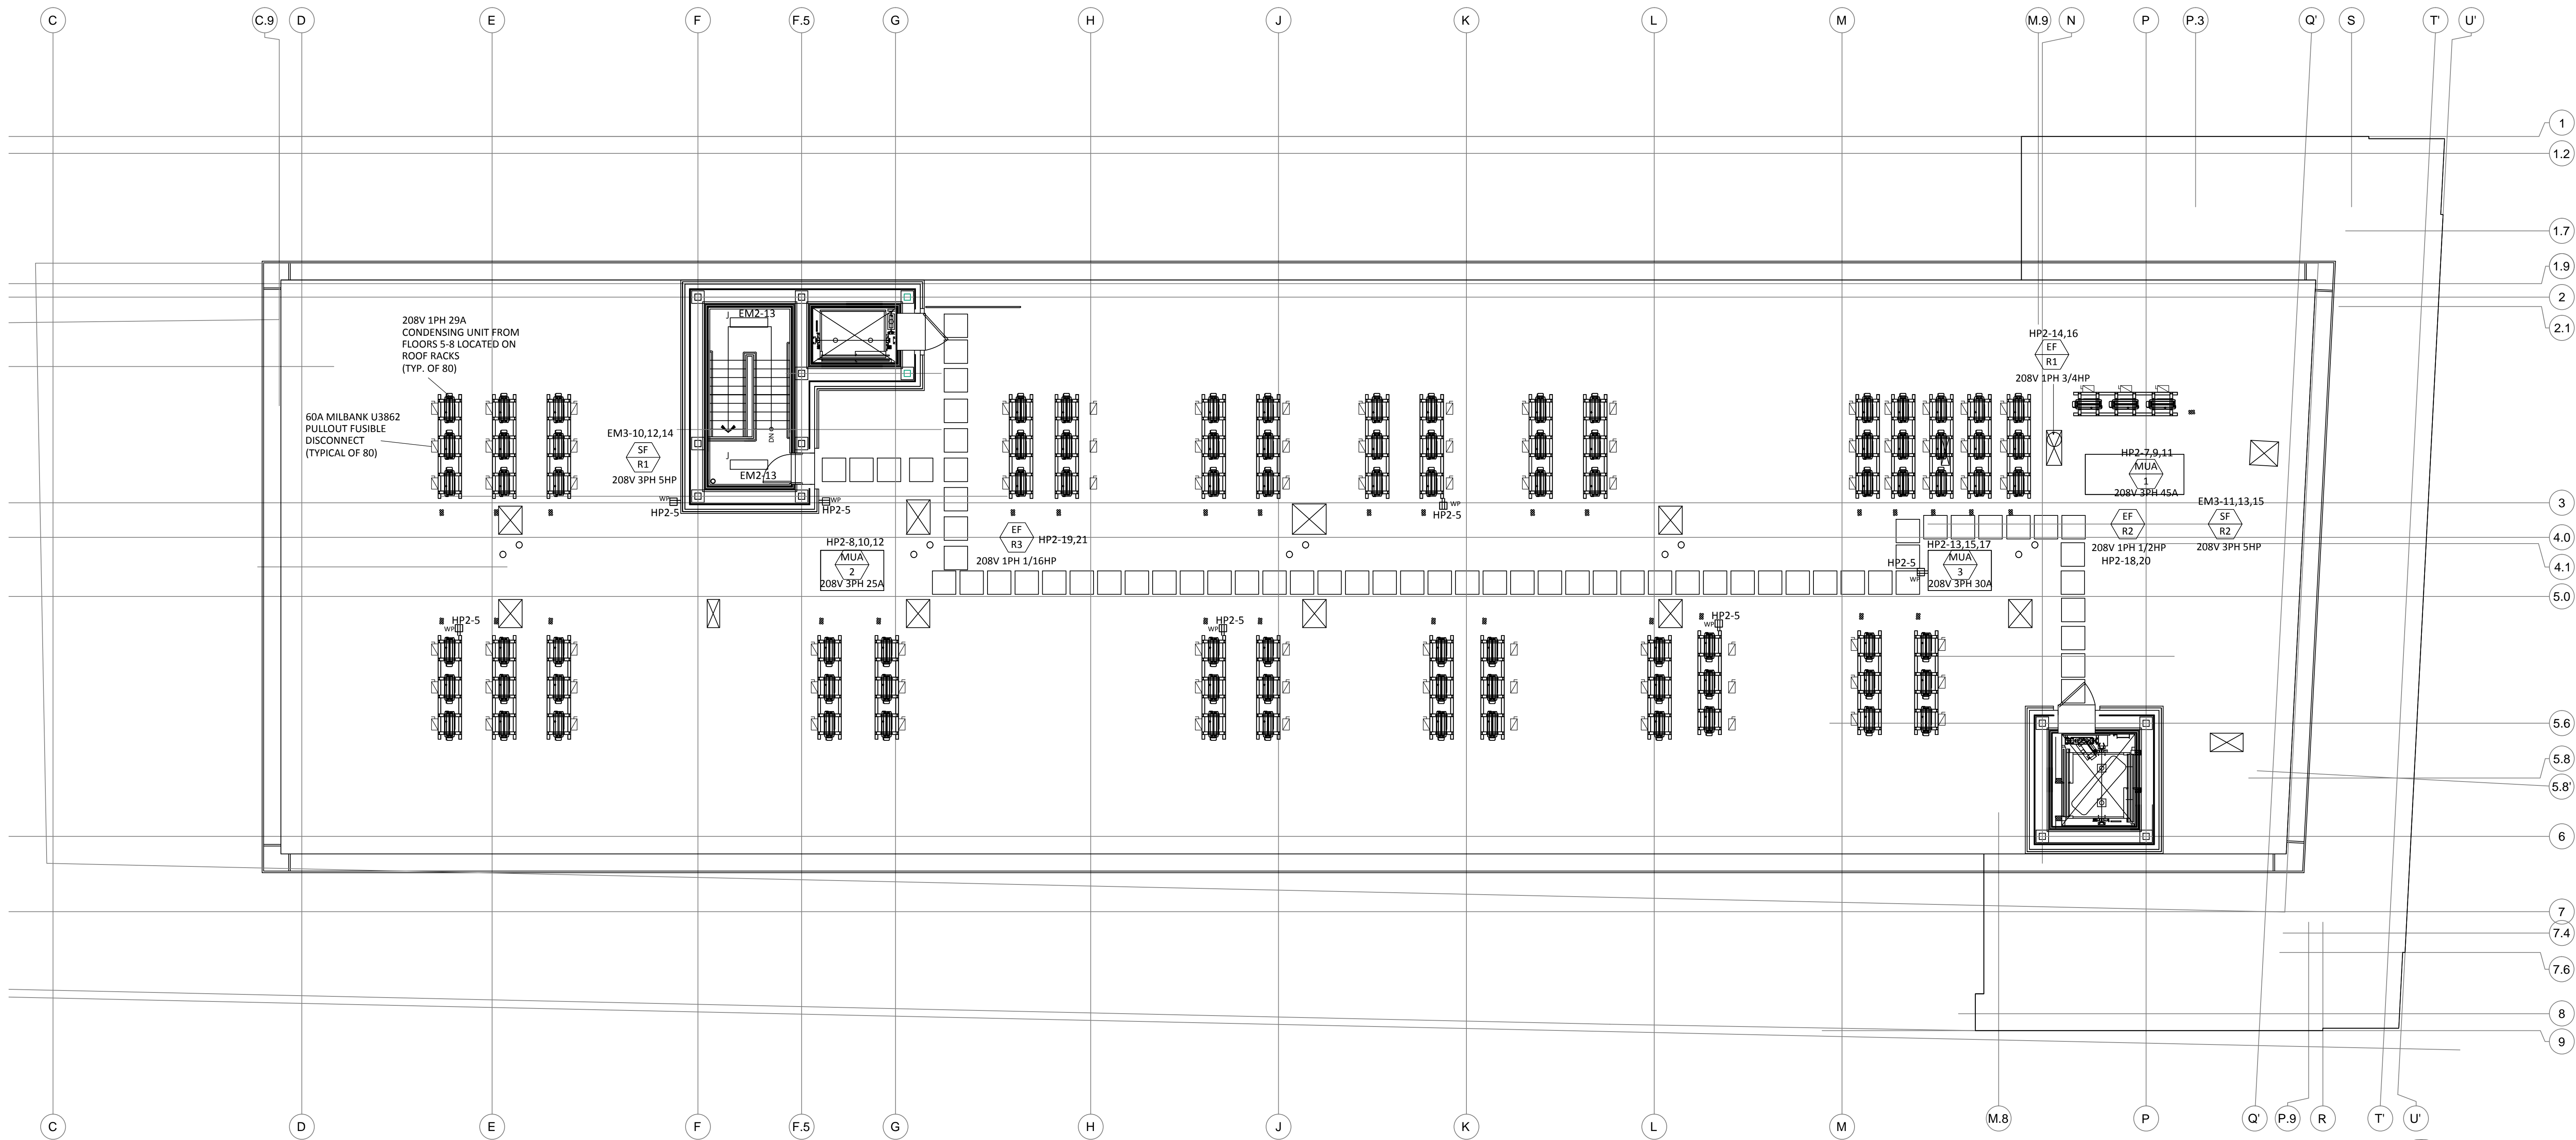 C
C.9
D
E
F
F.5
G
H
J
K
L
M
M.9
N
P
P.3
Q'
S
T'
U'
1
1.2
1.7
1.9
2
2.1
208V 1PH 29A
CONDENSING UNIT FROM
FLOORS 5-8 LOCATED ON
ROOF RACKS
(TYP. OF 80)
60A MILBANK U3862
PULLOUT FUSIBLE
DISCONNECT
(TYPICAL OF 80)
J
EM2-13
DN
J
EM2-13
EM3-10,12,14
SF
R1
208V 3PH 5HP
WP
HP2-5
WP
HP2-5
HP2-14,16
EF
R1
208V 1PH 3/4HP
HP2-7,9,11
MUA
1
208V 3PH 45A
WP
HP2-5
3
EM3-11,13,15
SF
R2
208V 3PH 5HP
EF
R2
208V 1PH 1/2HP
HP2-18,20
EF
R3
HP2-19,21
208V 1PH 1/16HP
HP2-8,10,12
MUA
2
208V 3PH 25A
HP2-13,15,17
MUA
3
208V 3PH 30A
HP2-5
WP
4.0
4.1
5.0
HP2-5
WP
HP2-5
WP
HP2-5
WP
5.6
5.8
5.8'
6
7
7.4
7.6
8
9
C
D
E
F
F.5
G
H
J
K
L
M
M.8
P
Q'
P.9
R
T'
U'